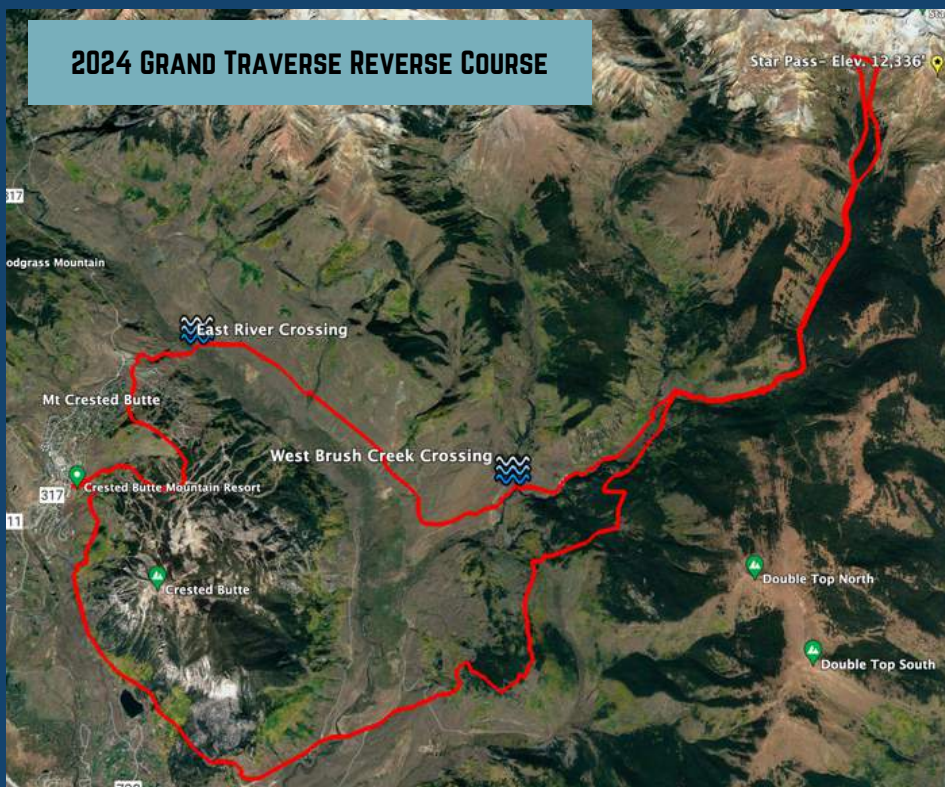 2024 GRAND TRAVERSE REVERSE COURSE
Star Pass- Elev. 12,336'
317
odgrass Mountain
East River Crossing
Mt Crested Butte
West Brush Creek Crossing
317
Crested Butte Mountain Resort
11
Crested Butte
Double Top North
Double Top South